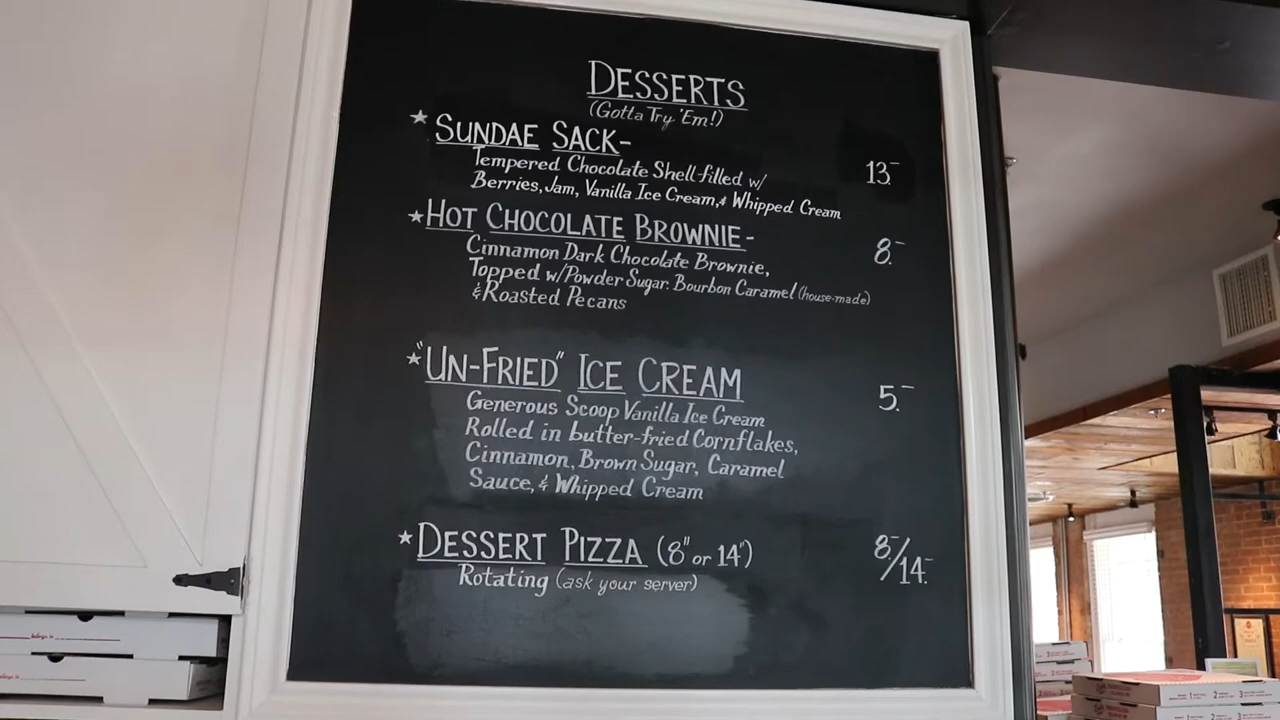 DESSERTS
(Gotta Try 'Em!)
★ SUNDAE SACK-
Tempered Chocolate Shell filled w/
Berries, Jam, Vanilla Ice Cream, & Whipped Cream
13.-
★ HOT CHOCOLATE BROWNIE-
Cinnamon Dark Chocolate Brownie,
Topped w/Powder Sugar. Bourbon Caramel (house-made)
& Roasted Pecans
8.-
★ "UN-FRIED" ICE CREAM
Generous Scoop Vanilla Ice Cream
Rolled in butter-fried Cornflakes,
Cinnamon, Brown Sugar, Caramel
Sauce, & Whipped Cream
5.-
★ DESSERT PIZZA (8" or 14")
Rotating (ask your server)
8-/14.-